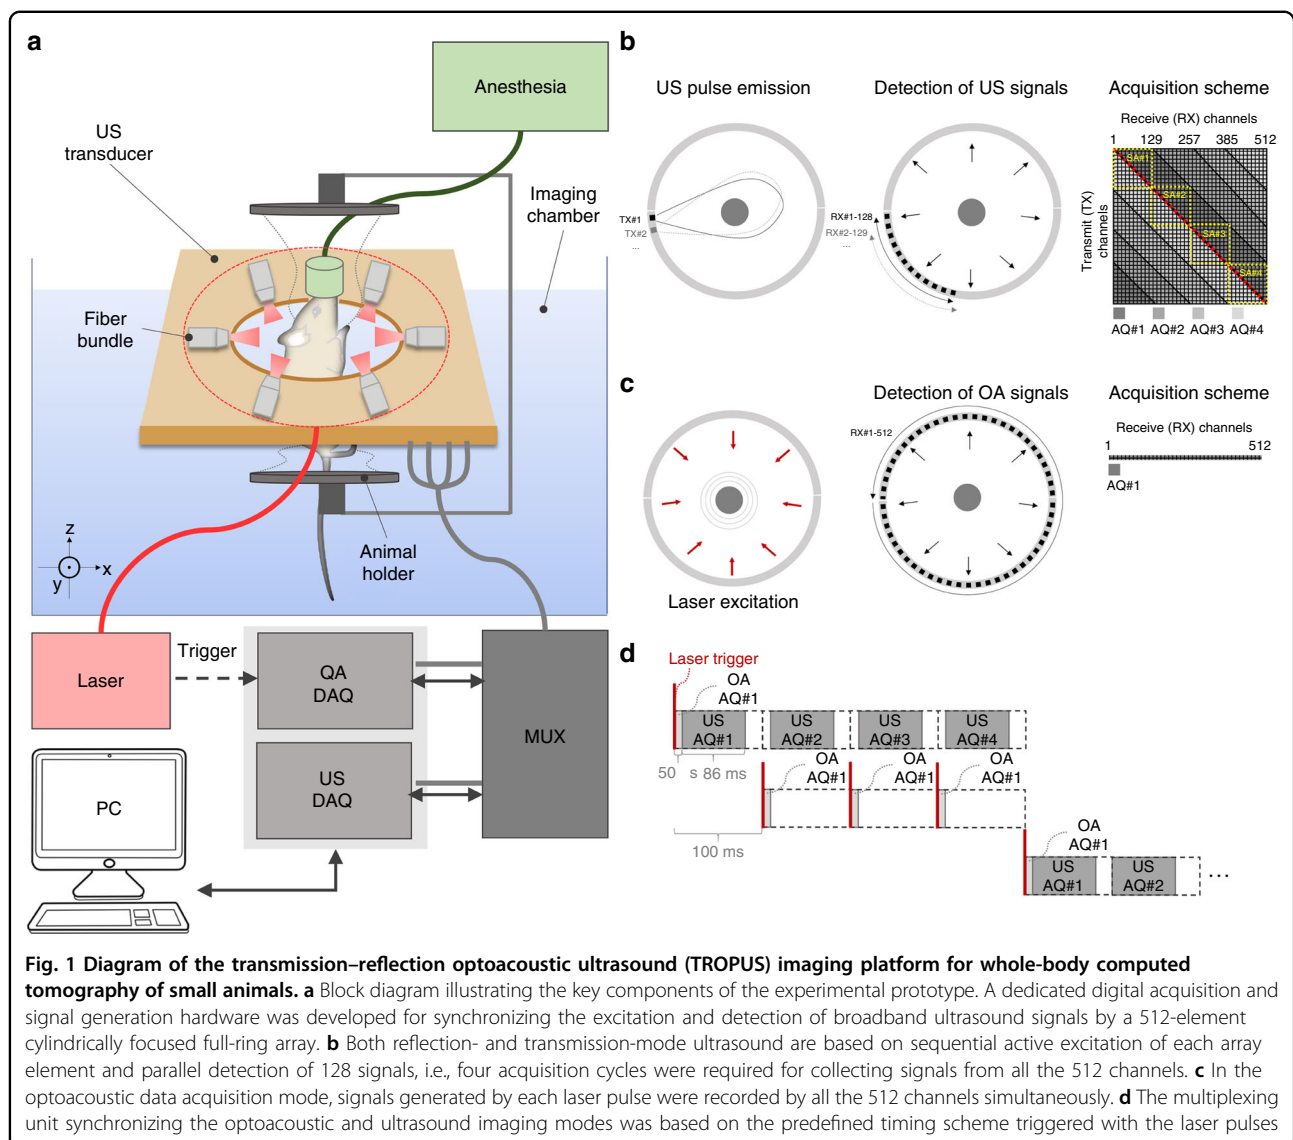 a
Anesthesia
US
transducer
Imaging
chamber
Fiber
bundle
z
x
y
Animal
holder
Laser
Trigger
QA
DAQ
US
DAQ
MUX
PC
b
US pulse emission
Detection of US signals
Acquisition scheme
TX#1
TX#2
...
RX#1-128
RX#2-129
...
Receive (RX) channels
1 129 257 385 512
Transmit (TX)
channels
SA#1
SA#2
SA#3
SA#4
AQ#1 AQ#2 AQ#3 AQ#4
c
Laser excitation
Detection of OA signals
RX#1-512
Acquisition scheme
Receive (RX) channels
1 512
AQ#1
d
Laser trigger
OA
AQ#1
US
AQ#1
US
AQ#2
US
AQ#3
US
AQ#4
50 s 86 ms
OA
AQ#1
OA
AQ#1
OA
AQ#1
100 ms
OA
AQ#1
US
AQ#1
US
AQ#2
...
Fig. 1 Diagram of the transmission–reflection optoacoustic ultrasound (TROPUS) imaging platform for whole-body computed
tomography of small animals. a Block diagram illustrating the key components of the experimental prototype. A dedicated digital acquisition and
signal generation hardware was developed for synchronizing the excitation and detection of broadband ultrasound signals by a 512-element
cylindrically focused full-ring array. b Both reflection- and transmission-mode ultrasound are based on sequential active excitation of each array
element and parallel detection of 128 signals, i.e., four acquisition cycles were required for collecting signals from all the 512 channels. c In the
optoacoustic data acquisition mode, signals generated by each laser pulse were recorded by all the 512 channels simultaneously. d The multiplexing
unit synchronizing the optoacoustic and ultrasound imaging modes was based on the predefined timing scheme triggered with the laser pulses